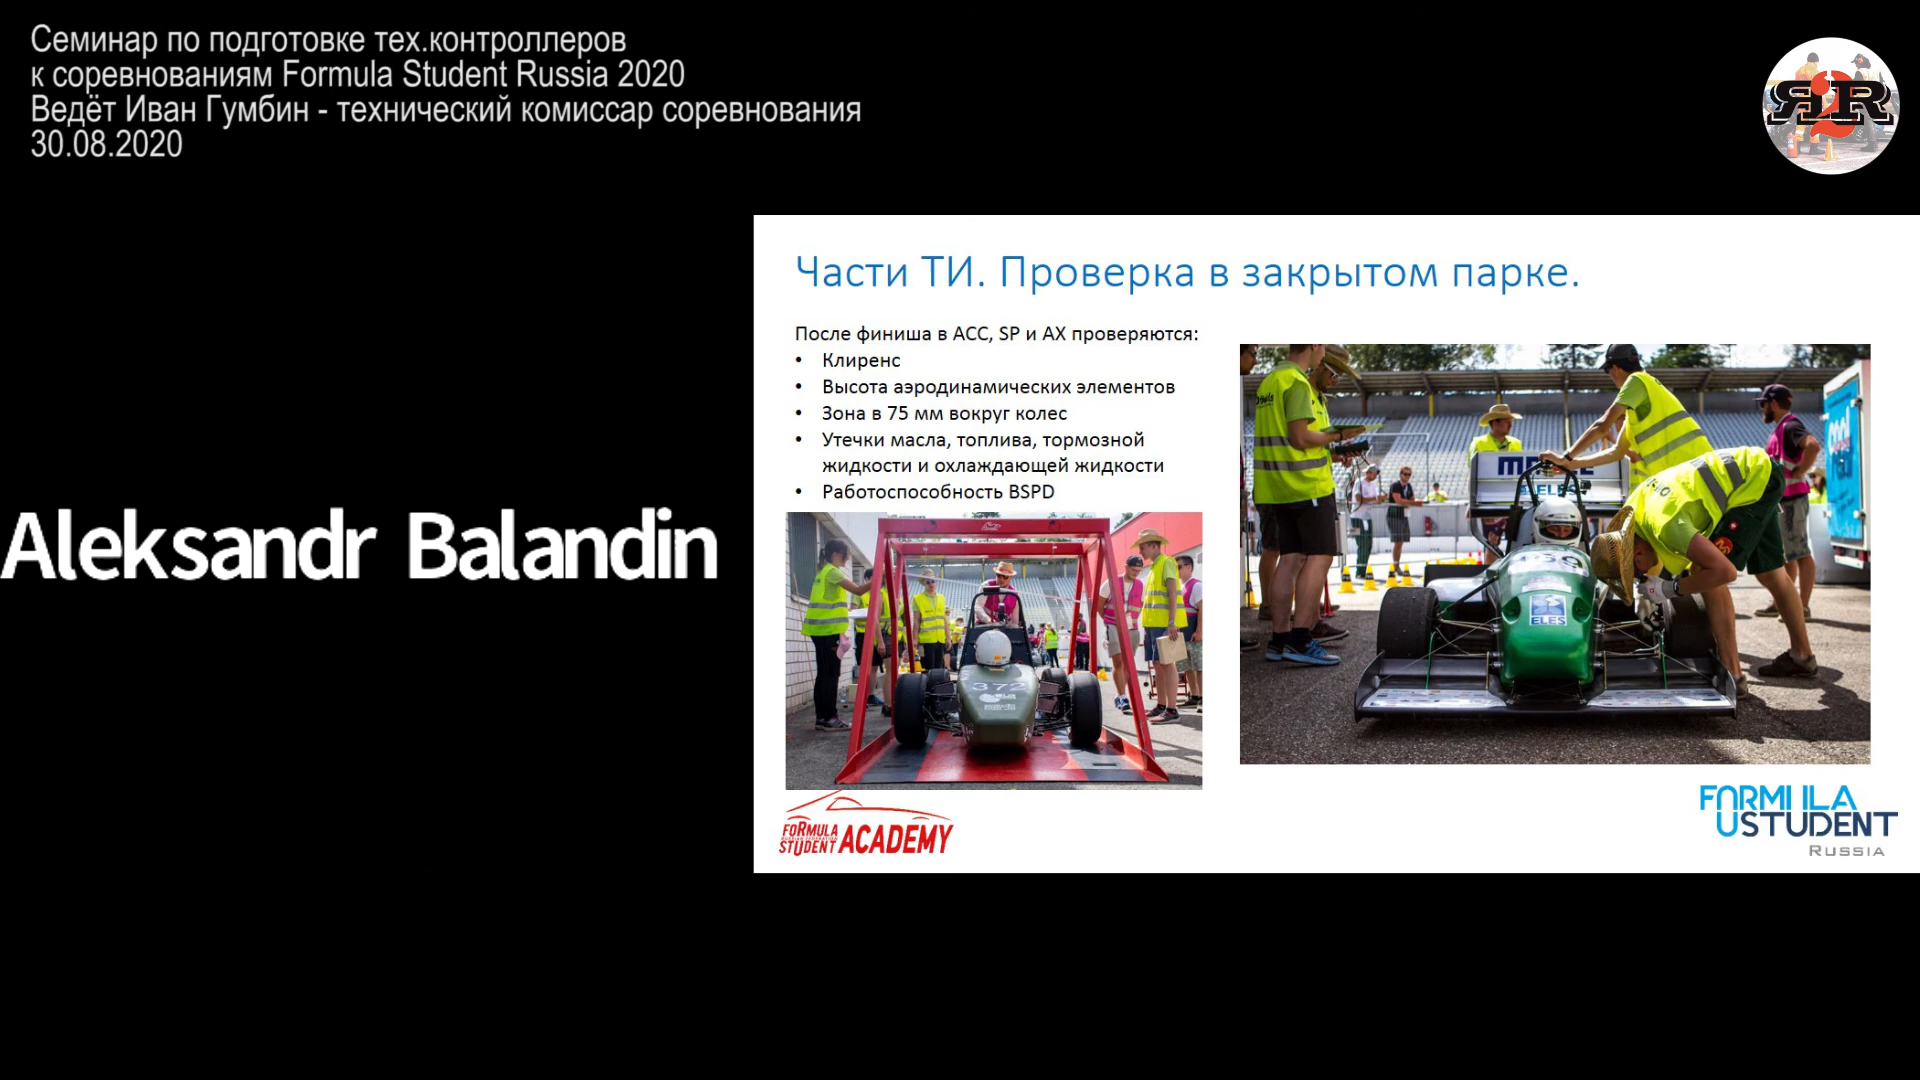 Семинар по подготовке тех.контроллеров
к соревнованиям Formula Student Russia 2020
Ведёт Иван Гумбин - технический комиссар соревнования
30.08.2020
Aleksandr Balandin
Части ТИ. Проверка в закрытом парке.
После финиша в ACC, SP и AX проверяются:
• Клиренс
• Высота аэродинамических элементов
• Зона в 75 мм вокруг колес
• Утечки масла, топлива, тормозной
жидкости и охлаждающей жидкости
• Работоспособность BSPD
372
ELES
FORMULA
STUDENT ACADEMY
FORMULA
STUDENT
RUSSIA